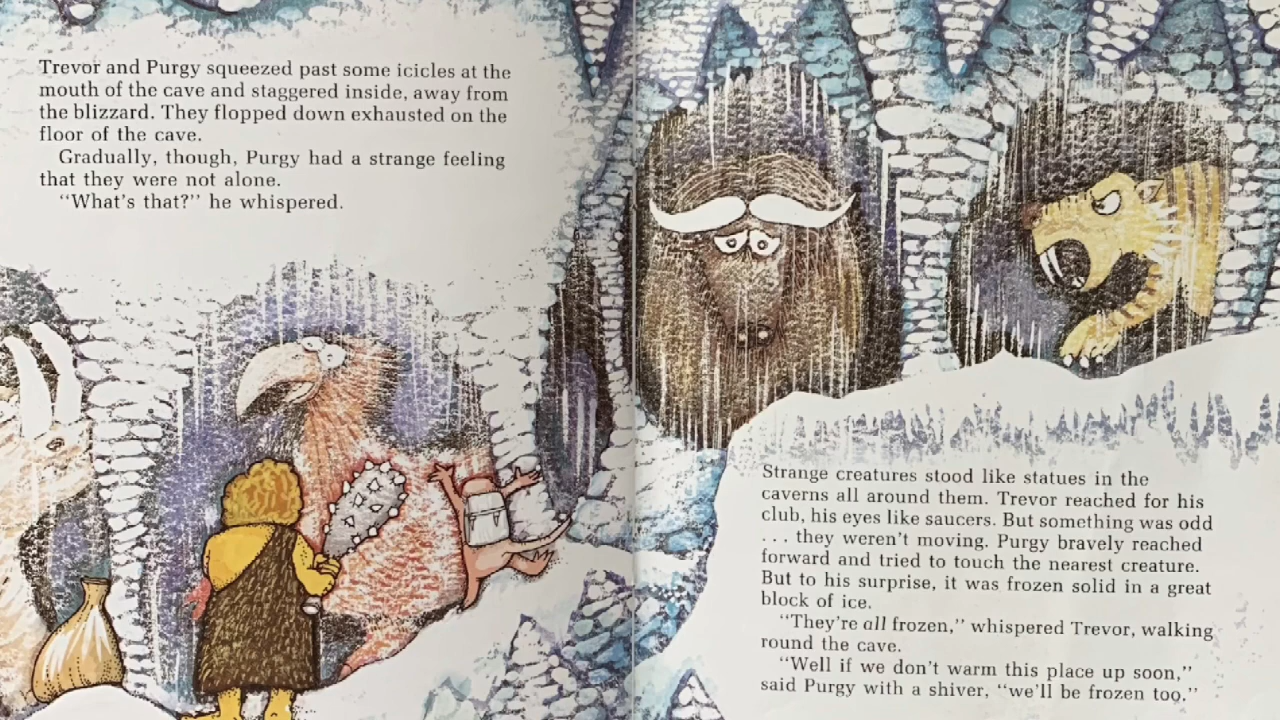 Trevor and Purgy squeezed past some icicles at the
mouth of the cave and staggered inside, away from
the blizzard. They flopped down exhausted on the
floor of the cave.
Gradually, though, Purgy had a strange feeling
that they were not alone.
“What’s that?” he whispered.
Strange creatures stood like statues in the
caverns all around them. Trevor reached for his
club, his eyes like saucers. But something was odd
. . . they weren’t moving. Purgy bravely reached
forward and tried to touch the nearest creature.
But to his surprise, it was frozen solid in a great
block of ice.
“They’re all frozen,” whispered Trevor, walking
round the cave.
“Well if we don’t warm this place up soon,”
said Purgy with a shiver, “we’ll be frozen too.”